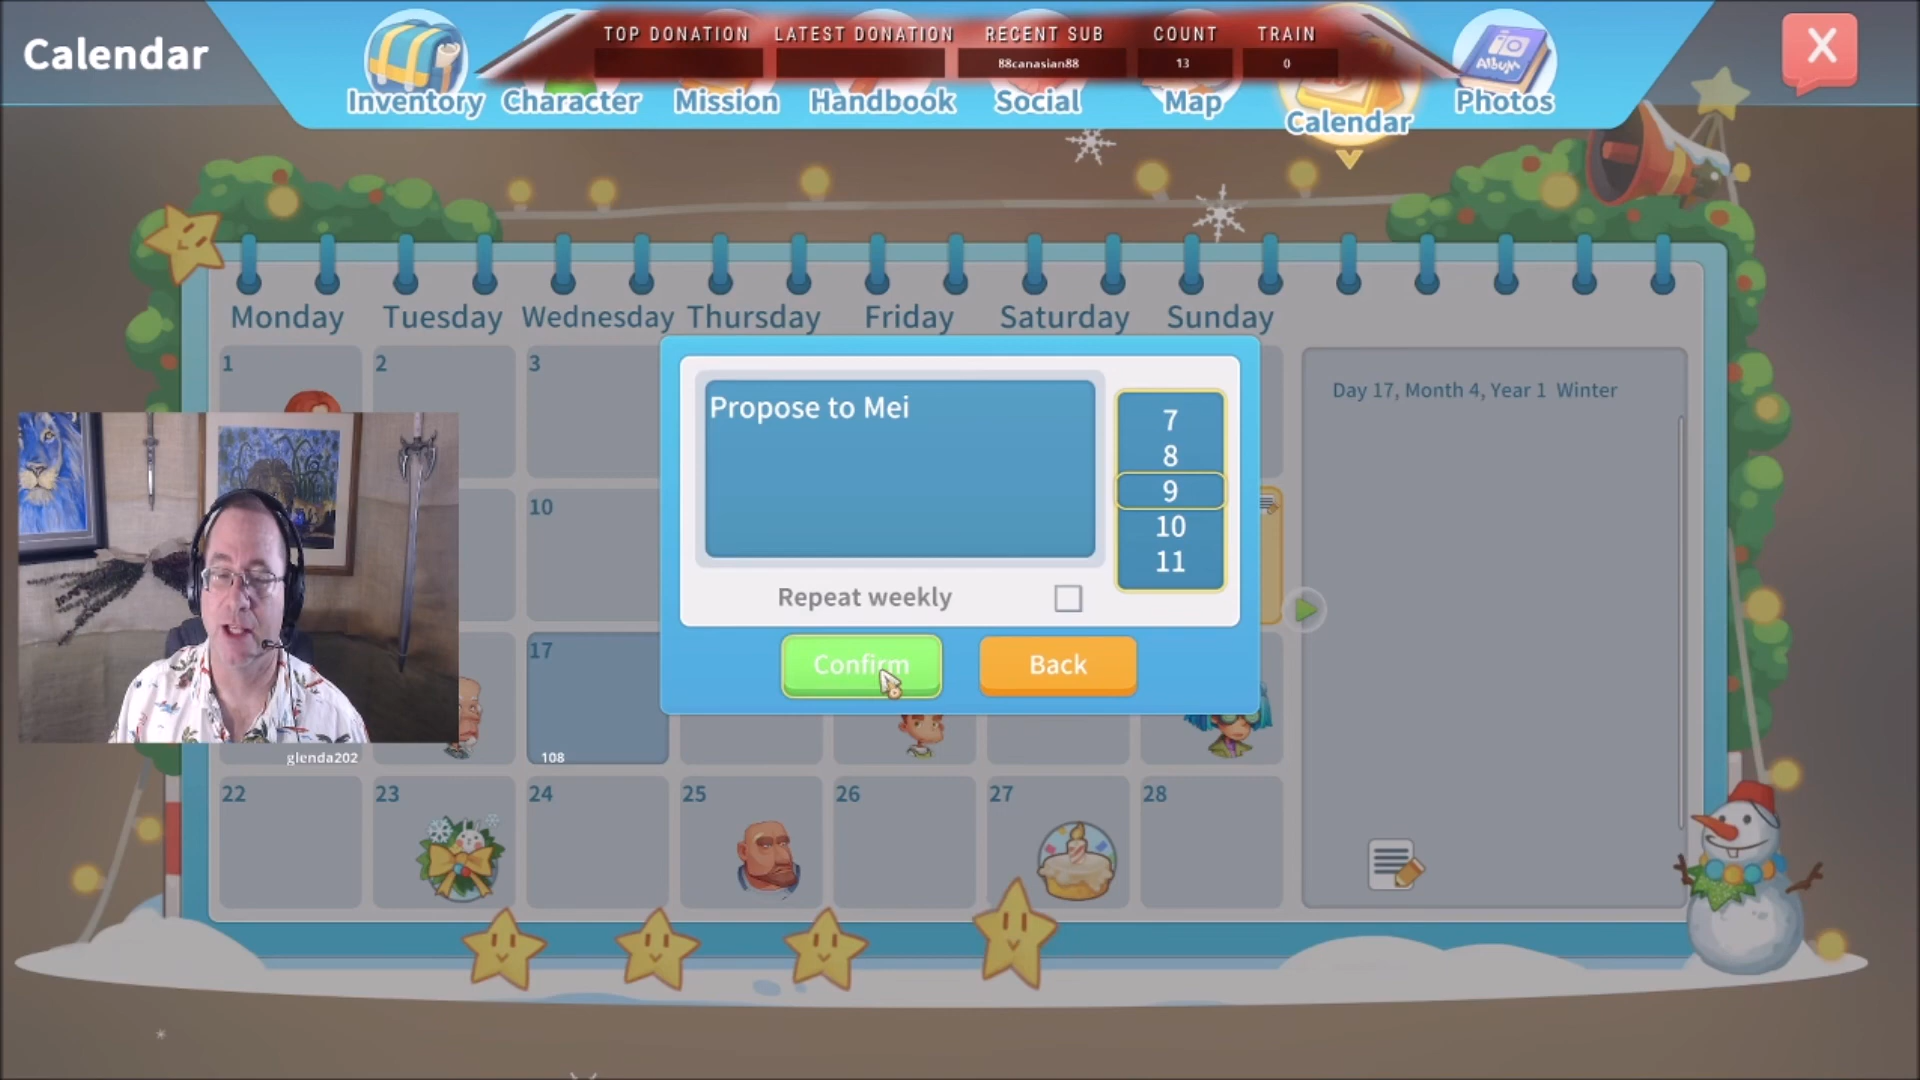 Calendar
TOP DONATION LATEST DONATION RECENT SUB COUNT TRAIN
88canasian88 13 0
Inventory Character Mission Handbook Social Map Calendar Photos
ALBUM
X
Monday Tuesday Wednesday Thursday Friday Saturday Sunday
1 2 3
Day 17, Month 4, Year 1 Winter
Propose to Mei
7
8
9
10
11
10
Repeat weekly
Confirm Back
17
glenda202
108
22 23 24 25 26 27 28